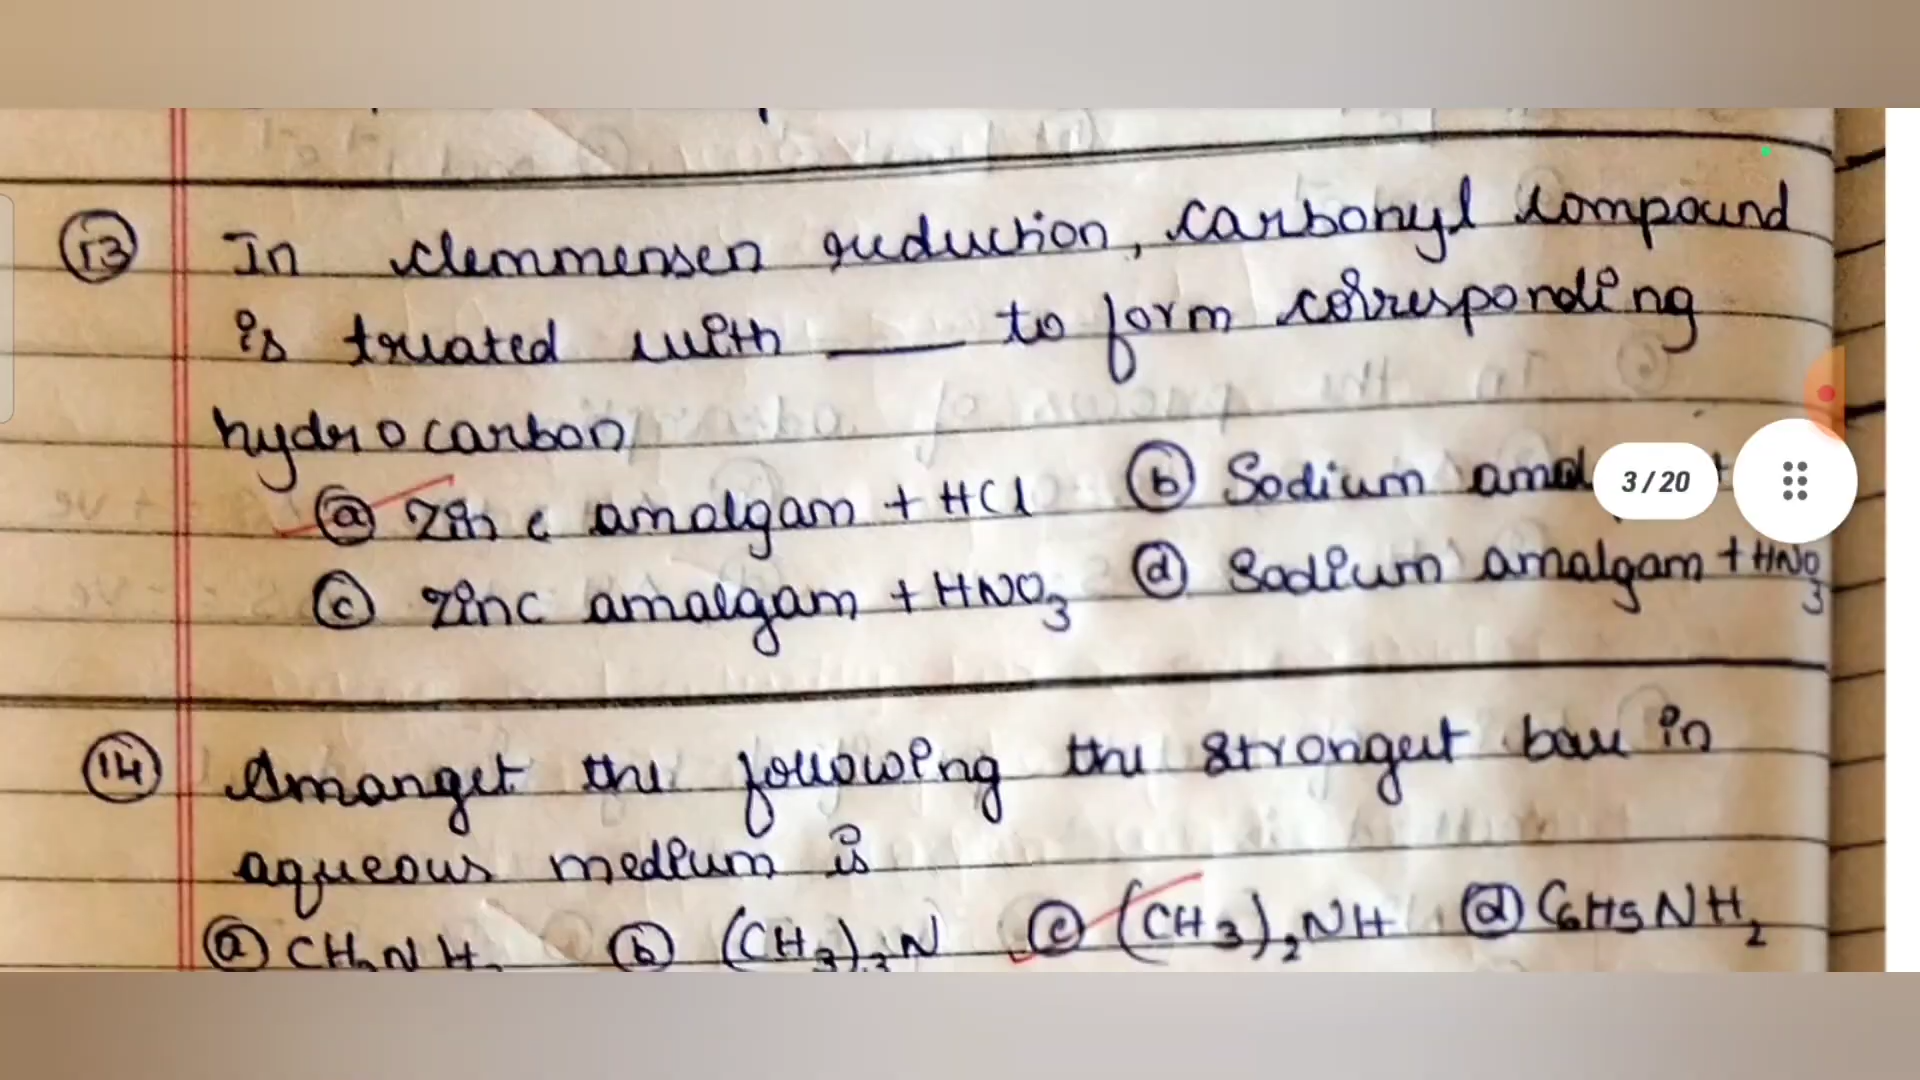 13 In clemmensen reduction, carbonyl compound
is treated with ____ to form corresponding
hydrocarbon
a Zinc amalgam + HCl b Sodium
3/20
c Zinc amalgam + HNO3 d Sodium amalgam + HNO3
14 Amongst the following the strongest base in
aqueous medium is
a CH3NH2 b (CH3)3N c (CH3)2NH d C6H5NH2